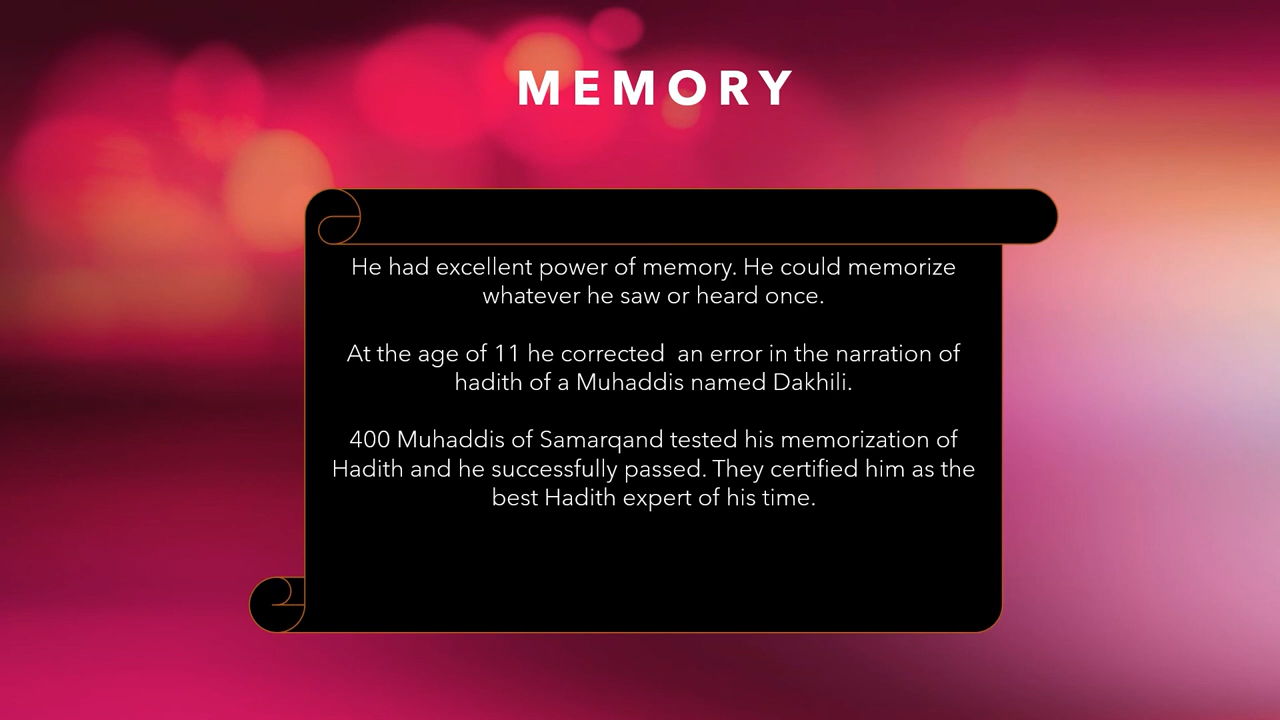 MEMORY
He had excellent power of memory. He could memorize
whatever he saw or heard once.
At the age of 11 he corrected  an error in the narration of
hadith of a Muhaddis named Dakhili.
400 Muhaddis of Samarqand tested his memorization of
Hadith and he successfully passed. They certified him as the
best Hadith expert of his time.